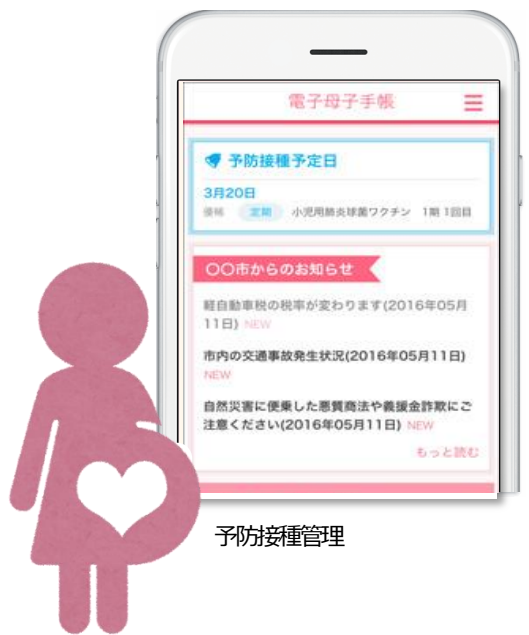 電子母子手帳
予防接種予定日
3月20日
定期 小児用肺炎球菌ワクチン 1期 1回目
〇〇市からのお知らせ
軽自動車税の税率が変わります(2016年05月
11日) NEW
市内の交通事故発生状況(2016年05月11日)
NEW
自然災害に便乗した悪質商法や義援金詐欺にご
注意ください(2016年05月11日) NEW
もっと読む
予防接種管理